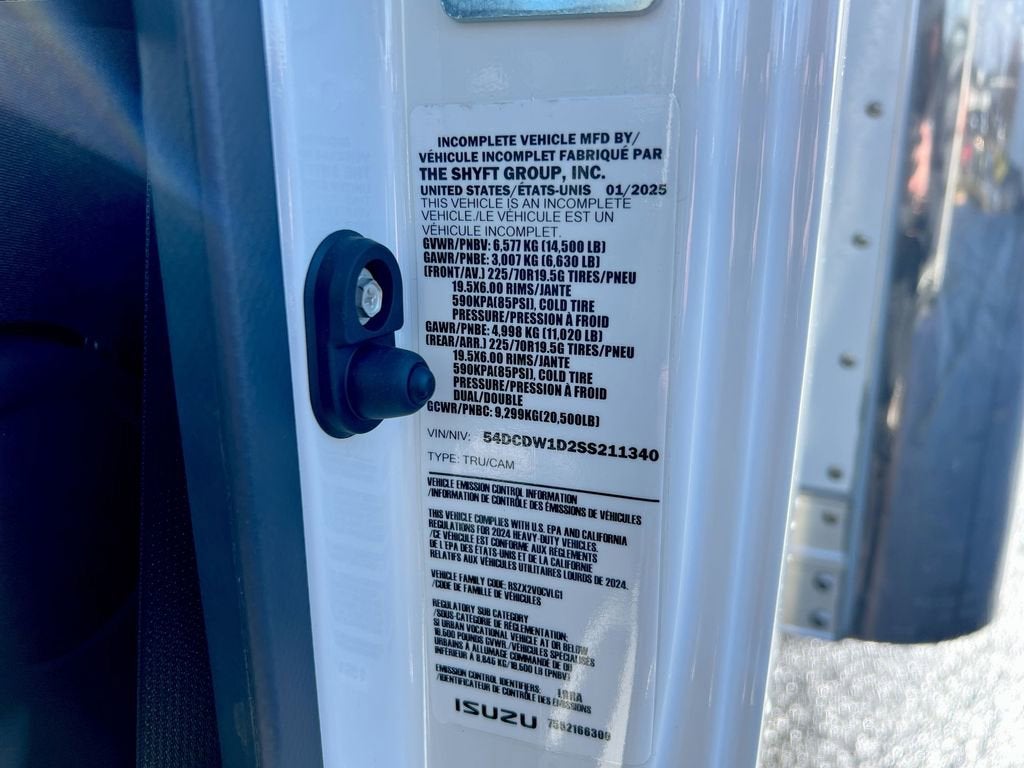 INCOMPLETE VEHICLE MFD BY/
VÉHICULE INCOMPLET FABRIQUÉ PAR
THE SHYFT GROUP, INC.
UNITED STATES/ÉTATS-UNIS 01/2025
THIS VEHICLE IS AN INCOMPLETE
VEHICLE./LE VÉHICULE EST UN
VÉHICULE INCOMPLET.
GVWR/PNBV: 6,577 KG (14,500 LB)
GAWR/PNBE: 3,007 KG (6,630 LB)
(FRONT/AV.) 225/70R19.5G TIRES/PNEU
19.5X6.00 RIMS/JANTE
590KPA(85PSI), COLD TIRE
PRESSURE/PRESSION À FROID
GAWR/PNBE: 4,998 KG (11,020 LB)
(REAR/ARR.) 225/70R19.5G TIRES/PNEU
19.5X6.00 RIMS/JANTE
590KPA(85PSI), COLD TIRE
PRESSURE/PRESSION À FROID
DUAL/DOUBLE
GCWR/PNBC: 9,299KG(20,500LB)
VIN/NIV: 54DCDW1D2SS211340
TYPE: TRU/CAM
VEHICLE EMISSION CONTROL INFORMATION
/INFORMATION DE CONTRÔLE DES ÉMISSIONS DE VÉHICULES
THIS VEHICLE COMPLIES WITH U.S. EPA AND CALIFORNIA
REGULATIONS FOR 2024 HEAVY-DUTY VEHICLES.
/CE VÉHICULE EST CONFORME AUX RÈGLEMENTS
DE L'EPA DES ÉTATS-UNIS ET DE LA CALIFORNIE
RELATIFS AUX VÉHICULES UTILITAIRES LOURDS DE 2024.
VEHICLE FAMILY CODE: RSZX2VOCVLG1
/CODE DE FAMILLE DE VÉHICULES
REGULATORY SUB CATEGORY
/SOUS-CATÉGORIE DE RÉGLEMENTATION:
SI URBAN VOCATIONAL VEHICLE AT OR BELOW
19,500 POUNDS GVWR./VÉHICULES SPÉCIALISÉS
URBAINS À ALLUMAGE COMMANDÉ DE OU
INFÉRIEUR À 8,845 KG/19,500 LB (PNBV)
EMISSION CONTROL IDENTIFIERS:
/IDENTIFICATEUR DE CONTRÔLE DES ÉMISSIONS
ISUZU